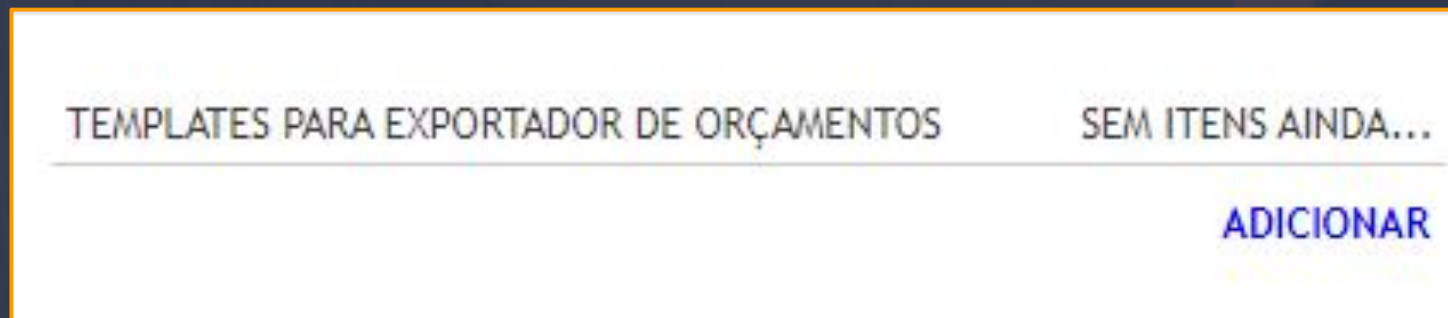 TEMPLATES PARA EXPORTADOR DE ORÇAMENTOS SEM ITENS AINDA...
ADICIONAR